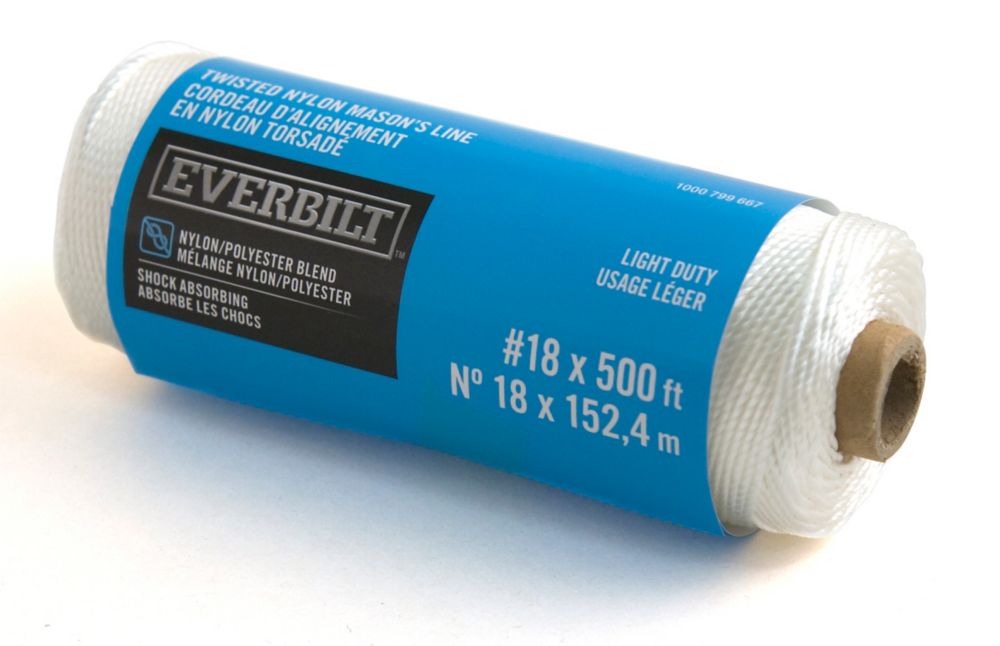 TWISTED NYLON MASON'S LINE
CORDEAU D'ALIGNEMENT
EN NYLON TORSADÉ
EVERBILT™
NYLON/POLYESTER BLEND
MÉLANGE NYLON/POLYESTER
SHOCK ABSORBING
ABSORBE LES CHOCS
1000 799 667
LIGHT DUTY
USAGE LÉGER
#18 x 500 ft
Nº 18 x 152,4 m